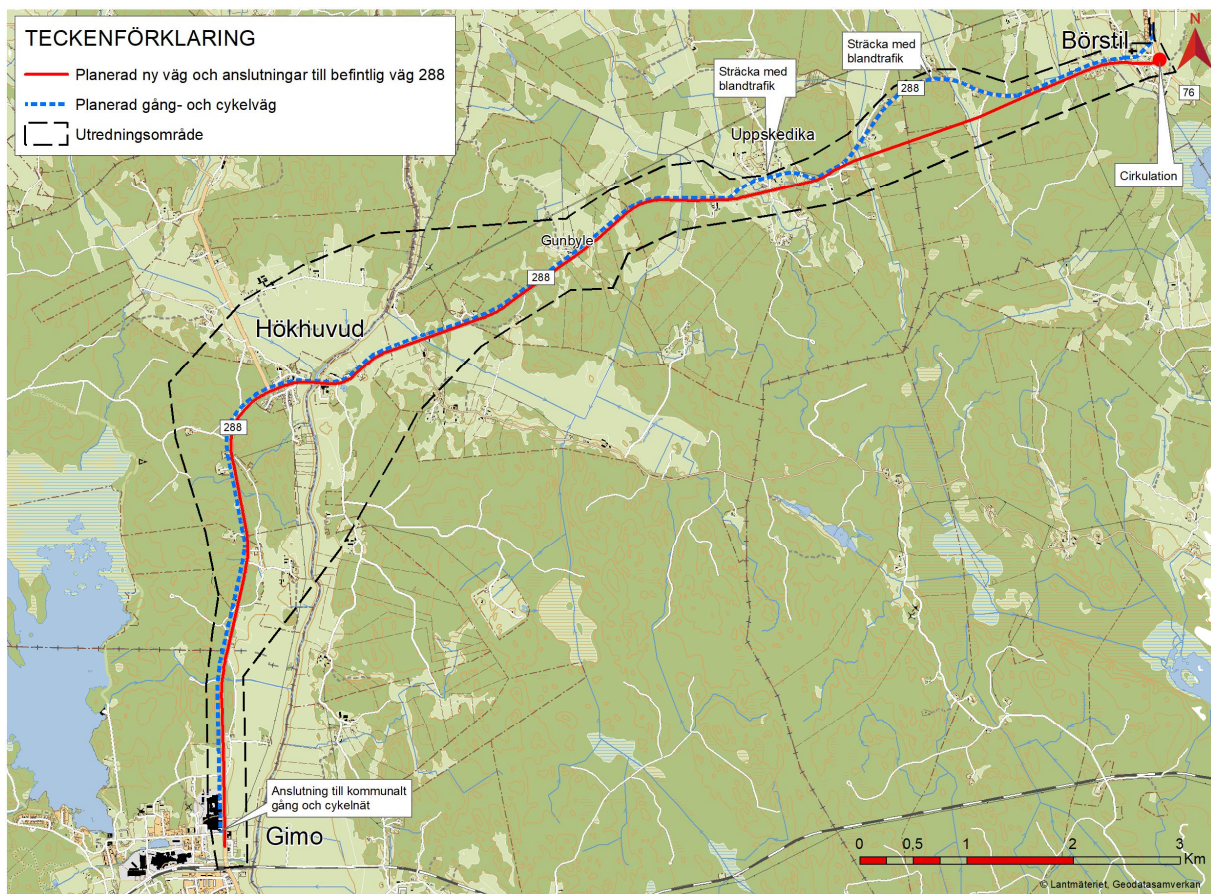 TECKENFÖRKLARING
Planerad ny väg och anslutningar till befintlig väg 288
Planerad gång- och cykelväg
Utredningsområde
Börstil
N
Sträcka med
blandtrafik
Sträcka med
blandtrafik
288
76
Uppskedika
Cirkulation
Gunbyle
288
Hökhuvud
288
Anslutning till kommunalt
gång och cykelnät
Gimo
0 0,5 1 2 3
Km
© Lantmäteriet, Geodatasamverkan